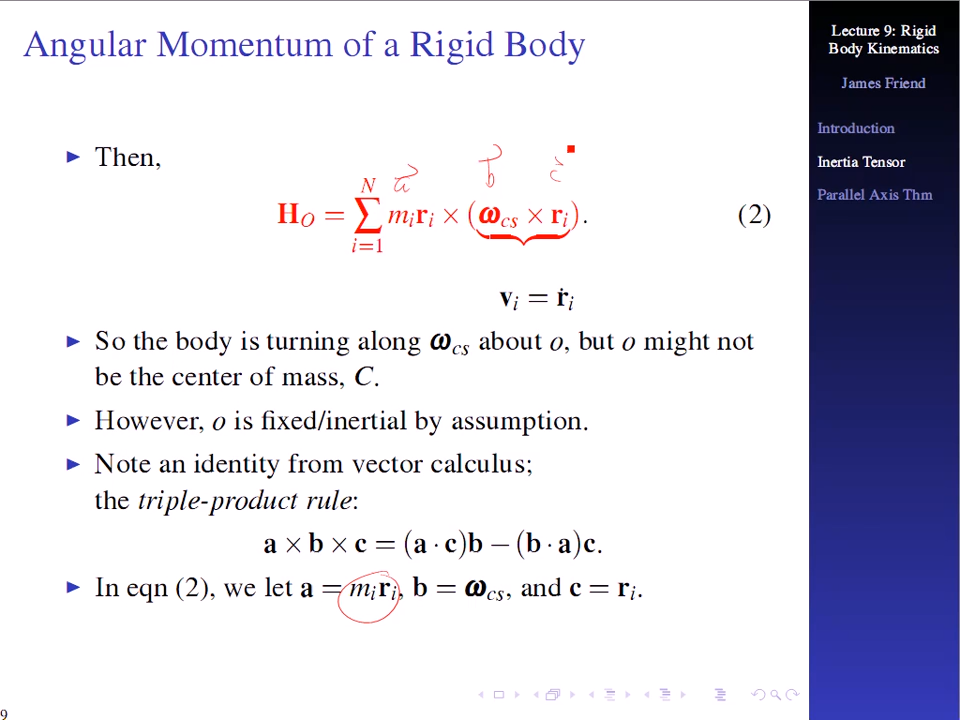 Angular Momentum of a Rigid Body
▶ Then,
a⃗ b⃗ c⃗
H_O = ∑_{i=1}^{N} m_i r_i × (ω_cs × r_i). (2)
v_i = ṙ_i
▶ So the body is turning along ω_cs about o, but o might not
be the center of mass, C.
▶ However, o is fixed/inertial by assumption.
▶ Note an identity from vector calculus;
the triple-product rule:
a × b × c = (a · c)b − (b · a)c.
▶ In eqn (2), we let a = m_i r_i, b = ω_cs, and c = r_i.
9
Lecture 9: Rigid
Body Kinematics
James Friend
Introduction
Inertia Tensor
Parallel Axis Thm